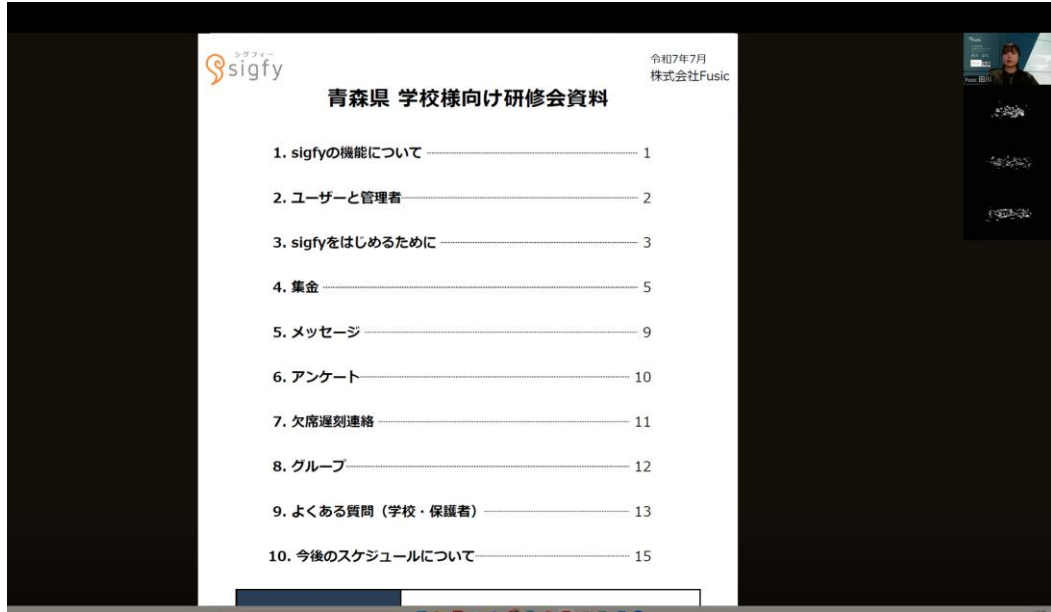 シグフィー
sigfy
令和7年7月
株式会社Fusic
青森県 学校様向け研修会資料
1. sigfyの機能について 1
2. ユーザーと管理者 2
3. sigfyをはじめるために 3
4. 集金 5
5. メッセージ 9
6. アンケート 10
7. 欠席遅刻連絡 11
8. グループ 12
9. よくある質問（学校・保護者） 13
10. 今後のスケジュールについて 15
Fusic 田川